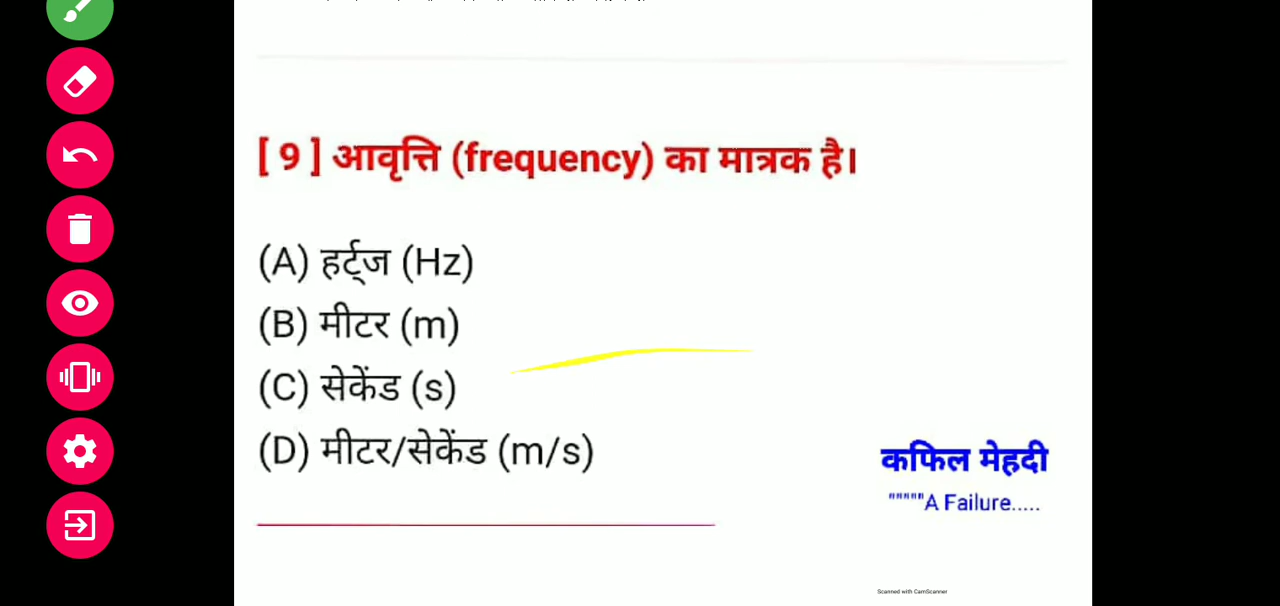 [ 9 ] आवृत्ति (frequency) का मात्रक है।
(A) हर्ट्ज (Hz)
(B) मीटर (m)
(C) सेकेंड (s)
(D) मीटर/सेकेंड (m/s)
कफिल मेहदी
"""""A Failure.....
Scanned with CamScanner